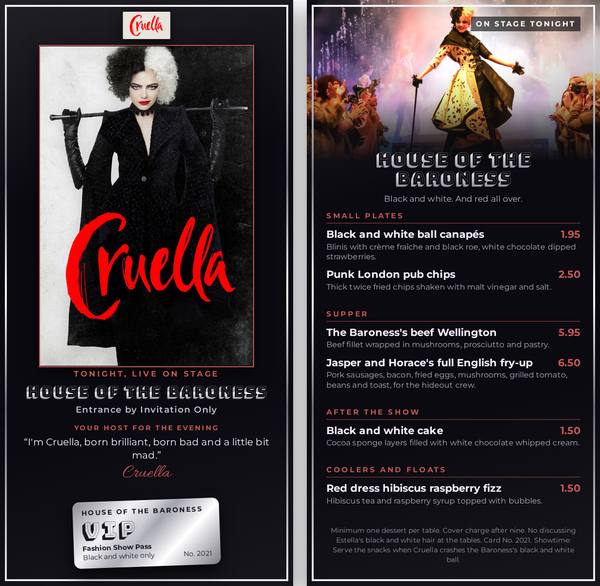 Cruella
Cruella
TONIGHT, LIVE ON STAGE
HOUSE OF THE BARONESS
Entrance by Invitation Only
YOUR HOST FOR THE EVENING
“I'm Cruella, born brilliant, born bad and a little bit
mad.”
Cruella
HOUSE OF THE BARONESS
VIP
Fashion Show Pass
Black and white only
No. 2021
ON STAGE TONIGHT
HOUSE OF THE
BARONESS
Black and white. And red all over.
SMALL PLATES
Black and white ball canapés 1.95
Blinis with crème fraîche and black roe, white chocolate dipped
strawberries.
Punk London pub chips 2.50
Thick twice fried chips shaken with malt vinegar and salt.
SUPPER
The Baroness's beef Wellington 5.95
Beef fillet wrapped in mushrooms, prosciutto and pastry.
Jasper and Horace's full English fry-up 6.50
Pork sausages, bacon, fried eggs, mushrooms, grilled tomato,
beans and toast, for the hideout crew.
AFTER THE SHOW
Black and white cake 1.50
Cocoa sponge layers filled with white chocolate whipped cream.
COOLERS AND FLOATS
Red dress hibiscus raspberry fizz 1.50
Hibiscus tea and raspberry syrup topped with bubbles.
Minimum one dessert per table. Cover charge after nine. No discussing
Estella's black and white hair at the tables. Card No. 2021. Showtime:
Serve the snacks when Cruella crashes the Baroness's black and white
ball.